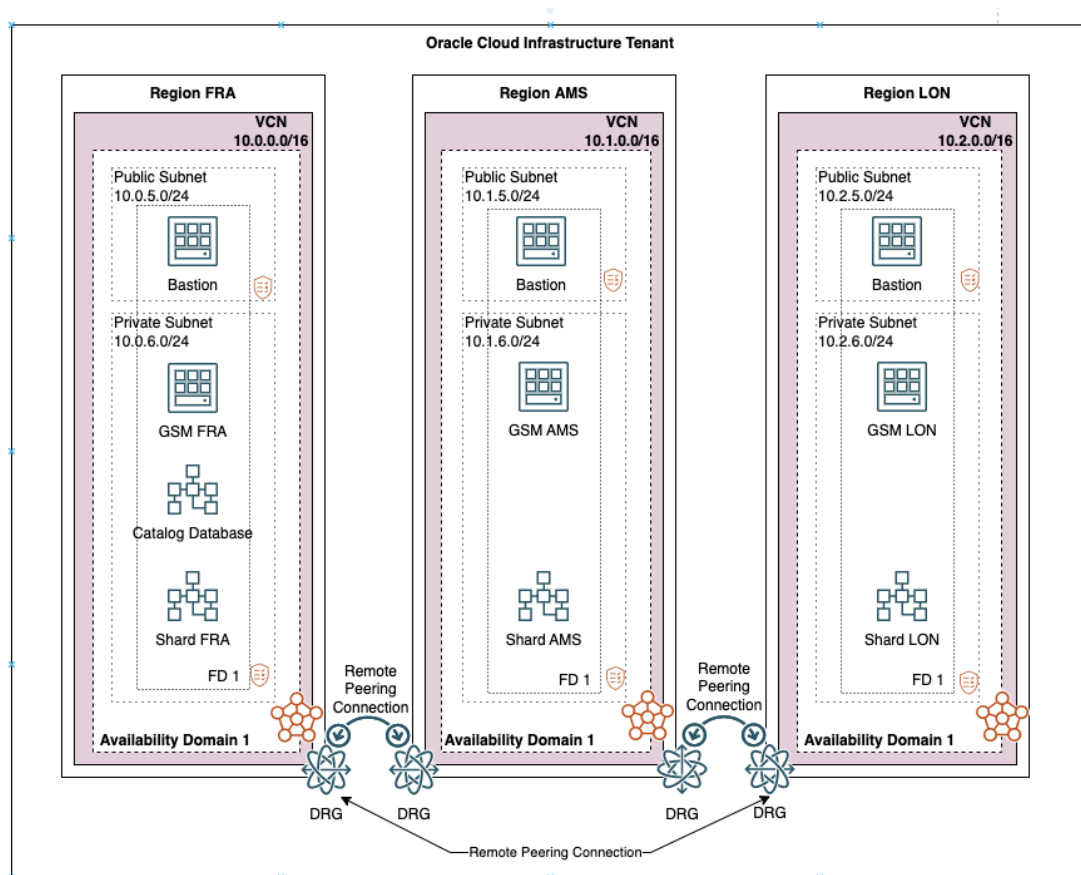 Oracle Cloud Infrastructure Tenant
Region FRA
VCN
10.0.0.0/16
Public Subnet
10.0.5.0/24
Bastion
Private Subnet
10.0.6.0/24
GSM FRA
Catalog Database
Shard FRA
FD 1
Availability Domain 1
Region AMS
VCN
10.1.0.0/16
Public Subnet
10.1.5.0/24
Bastion
Private Subnet
10.1.6.0/24
GSM AMS
Shard AMS
FD 1
Availability Domain 1
Region LON
VCN
10.2.0.0/16
Public Subnet
10.2.5.0/24
Bastion
Private Subnet
10.2.6.0/24
GSM LON
Shard LON
FD 1
Availability Domain 1
Remote
Peering
Connection
Remote
Peering
Connection
DRG
DRG
DRG
DRG
Remote Peering Connection